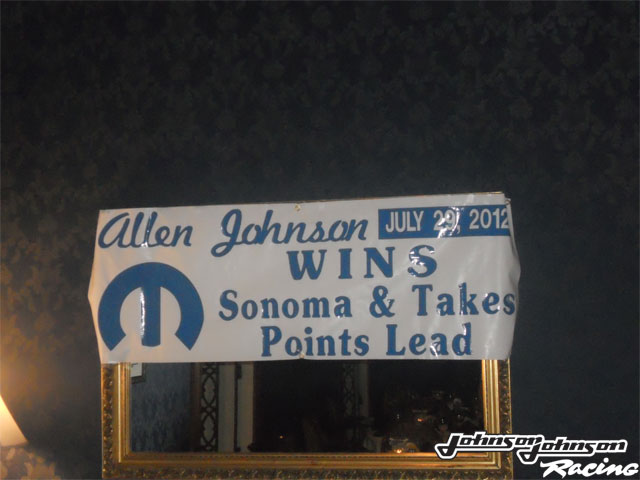 Allen Johnson JULY 29, 2012
WINS
Sonoma & Takes
Points Lead
Johnson Johnson
Racing